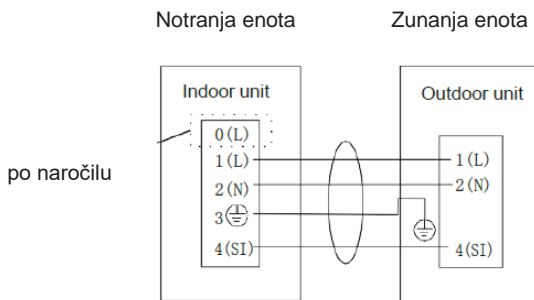 Notranja enota
Zunanja enota
Indoor unit
Outdoor unit
po naročilu
0(L)
1(L)
2(N)
3
4(SI)
1(L)
2(N)
4(SI)